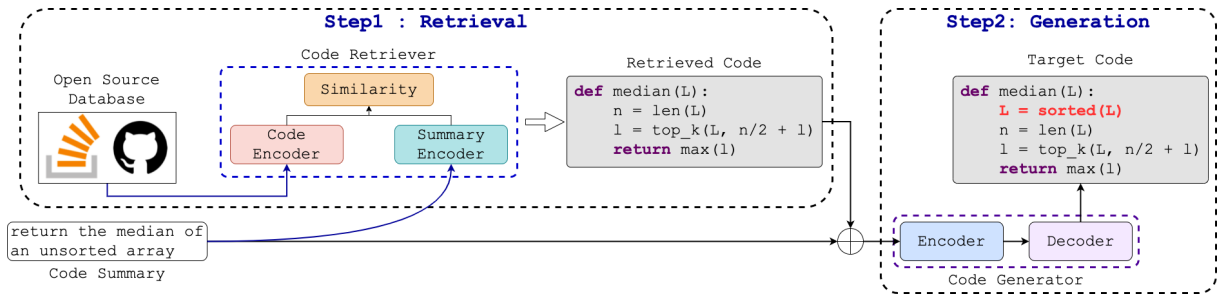 Step1 : Retrieval
Code Retriever
Open Source
Database
Similarity
Code
Encoder
Summary
Encoder
Retrieved Code
def median(L):
n = len(L)
l = top_k(L, n/2 + l)
return max(l)
return the median of
an unsorted array
Code Summary
Step2: Generation
Target Code
def median(L):
L = sorted(L)
n = len(L)
l = top_k(L, n/2 + l)
return max(l)
Encoder
Decoder
Code Generator